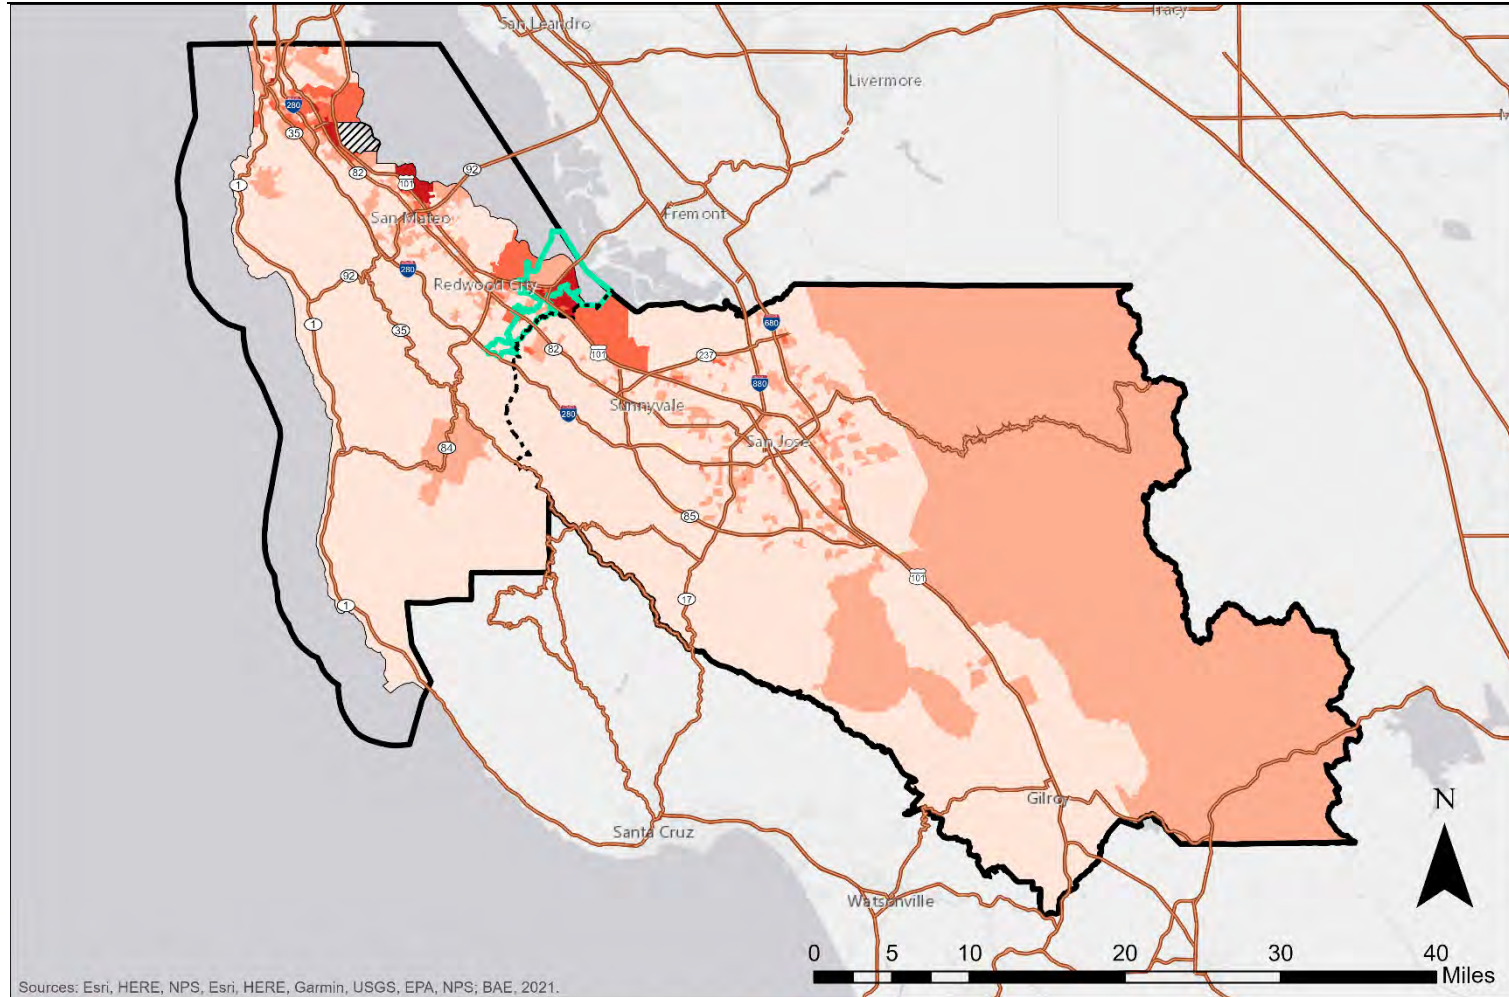 San Leandro
Tracy
Livermore
280
35
82
101
92
1
San Mateo
Fremont
92
280
Redwood City
1
35
82
101
237
680
880
280
Sunnyvale
San Jose
84
85
101
17
1
Gilroy
Santa Cruz
Watsonville
N
0 5 10 20 30 40
Miles
Sources: Esri, HERE, NPS, Esri, HERE, Garmin, USGS, EPA, NPS; BAE, 2021.